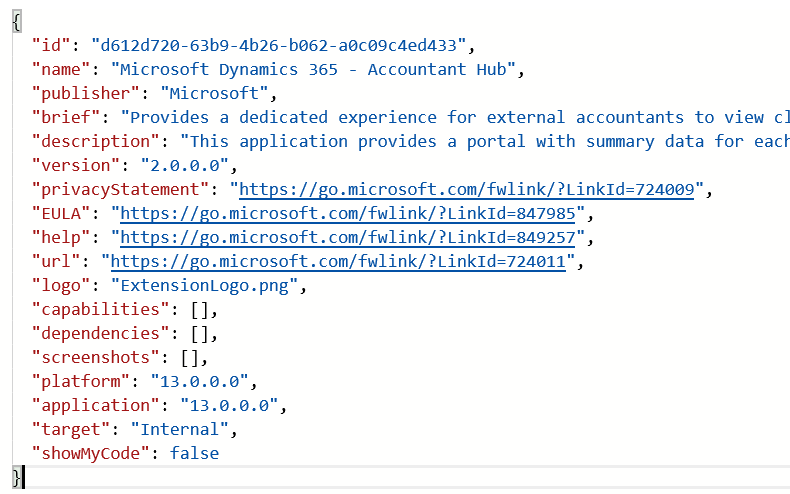 {
"id": "d612d720-63b9-4b26-b062-a0c09c4ed433",
"name": "Microsoft Dynamics 365 - Accountant Hub",
"publisher": "Microsoft",
"brief": "Provides a dedicated experience for external accountants to view cl
"description": "This application provides a portal with summary data for each
"version": "2.0.0.0",
"privacyStatement": "https://go.microsoft.com/fwlink/?LinkId=724009",
"EULA": "https://go.microsoft.com/fwlink/?LinkId=847985",
"help": "https://go.microsoft.com/fwlink/?LinkId=849257",
"url": "https://go.microsoft.com/fwlink/?LinkId=724011",
"logo": "ExtensionLogo.png",
"capabilities": [],
"dependencies": [],
"screenshots": [],
"platform": "13.0.0.0",
"application": "13.0.0.0",
"target": "Internal",
"showMyCode": false
}